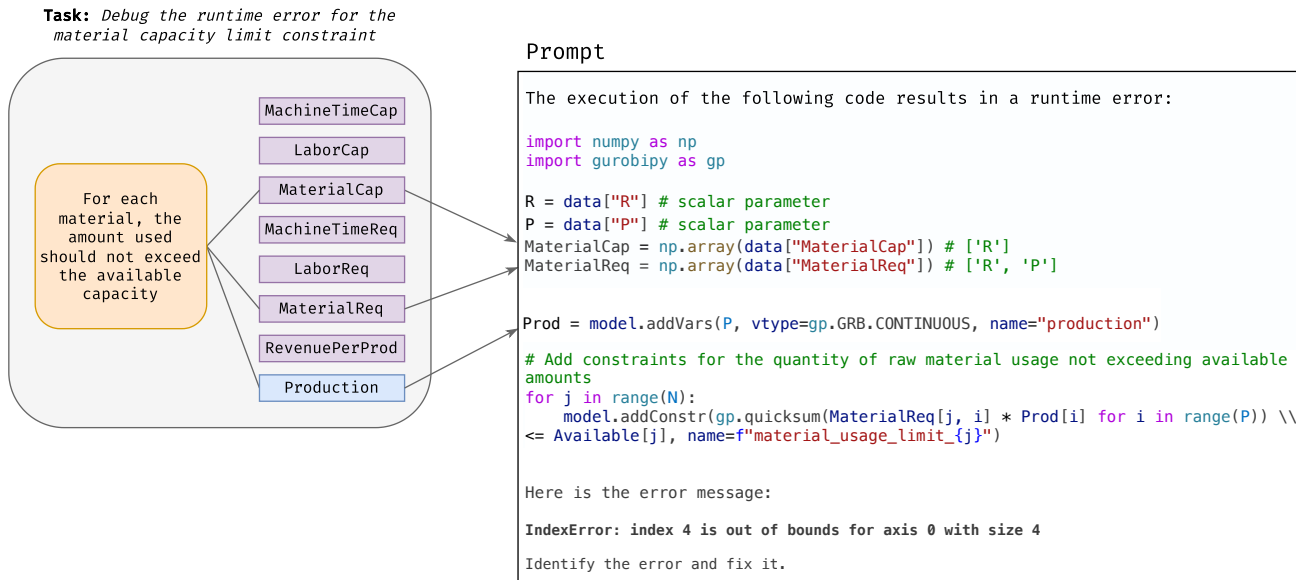 Task: Debug the runtime error for the
material capacity limit constraint
For each
material, the
amount used
should not exceed
the available
capacity
MachineTimeCap
LaborCap
MaterialCap
MachineTimeReq
LaborReq
MaterialReq
RevenuePerProd
Production
Prompt
The execution of the following code results in a runtime error:
import numpy as np
import gurobipy as gp
R = data["R"] # scalar parameter
P = data["P"] # scalar parameter
MaterialCap = np.array(data["MaterialCap"]) # ['R']
MaterialReq = np.array(data["MaterialReq"]) # ['R', 'P']
Prod = model.addVars(P, vtype=gp.GRB.CONTINUOUS, name="production")
# Add constraints for the quantity of raw material usage not exceeding available
amounts
for j in range(N):
    model.addConstr(gp.quicksum(MaterialReq[j, i] * Prod[i] for i in range(P)) \\
<= Available[j], name=f"material_usage_limit_{j}")
Here is the error message:
IndexError: index 4 is out of bounds for axis 0 with size 4
Identify the error and fix it.